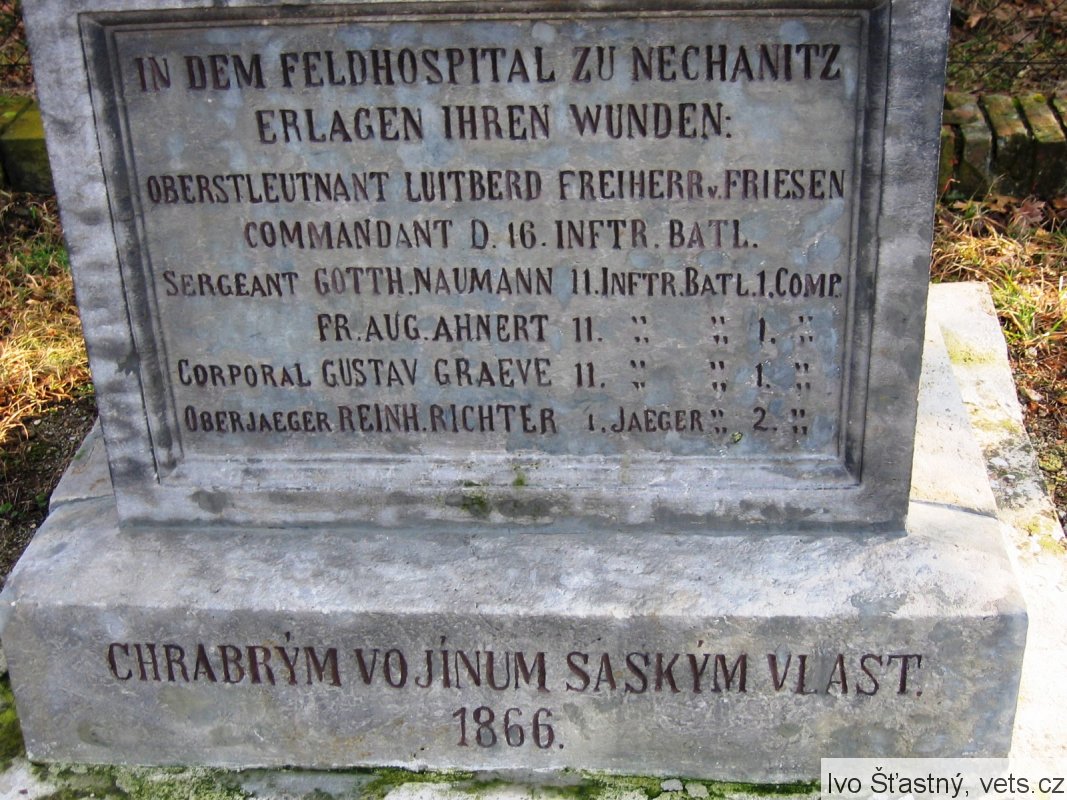 IN DEM FELDHOSPITAL ZU NECHANITZ
ERLAGEN IHREN WUNDEN:
OBERSTLEUTNANT LUITBERD FREIHERR v. FRIESEN
COMMANDANT D. 16. INFTR. BATL.
SERGEANT GOTTH. NAUMANN 11. INFTR. BATL. 1. COMP.
FR. AUG. AHNERT 11. " " 1. "
CORPORAL GUSTAV GRAEVE 11. " " 1. "
OBERJAEGER REINH. RICHTER 1. JAEGER " 2. "
CHRABRÝM VOJÍNUM SASKÝM VLAST.
1866.
Ivo Šťastný, vets.cz